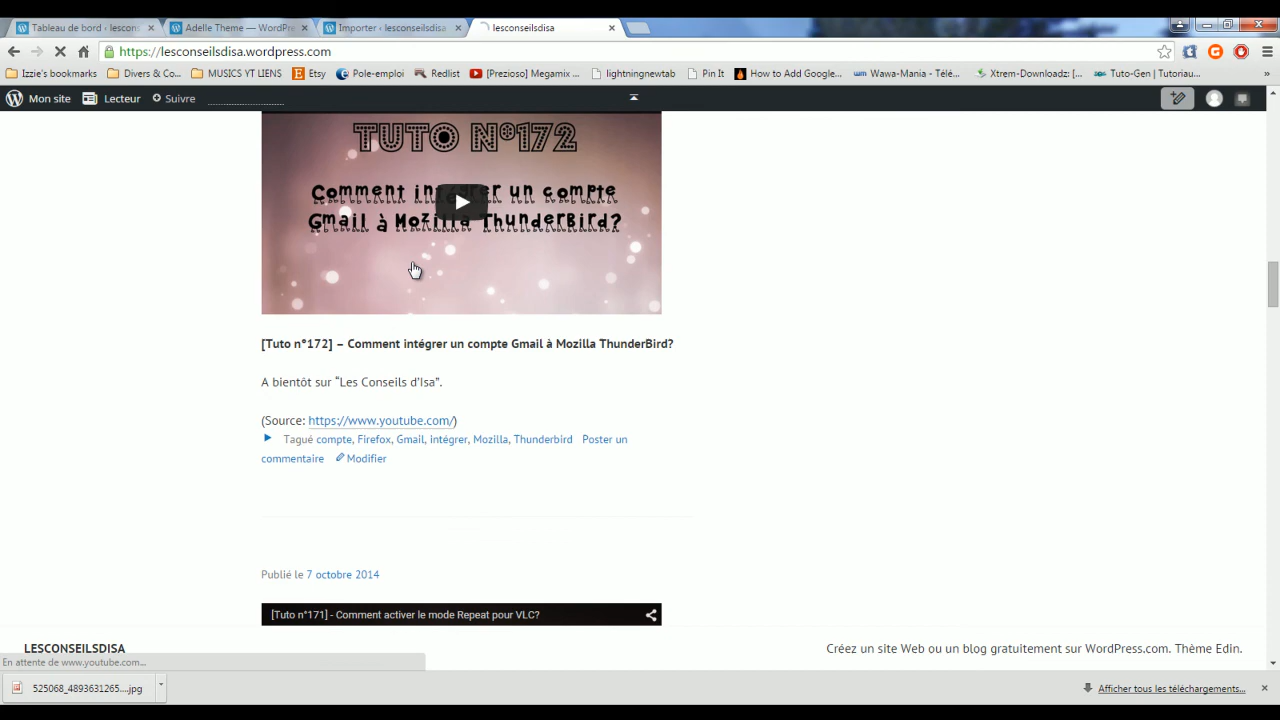 Tableau de bord ‹ lescons
Adelle Theme — WordPre
Importer ‹ lesconseilsdisa
lesconseilsdisa
https://lesconseilsdisa.wordpress.com
Izzie's bookmarks
Divers & Co...
MUSICS YT LIENS
Etsy
Pole-emploi
Redlist
[Prezioso] Megamix ...
lightningnewtab
Pin It
How to Add Google...
Wawa-Mania - Télé...
Xtrem-Downloadz: [...
Tuto-Gen | Tutoriau...
»
Mon site
Lecteur
Suivre
TUTO N°172
Comment intégrer un compte
Gmail à Mozilla ThunderBird?
[Tuto n°172] – Comment intégrer un compte Gmail à Mozilla ThunderBird?
A bientôt sur “Les Conseils d’Isa”.
(Source: https://www.youtube.com/)
Tagué compte, Firefox, Gmail, intégrer, Mozilla, Thunderbird Poster un
commentaire Modifier
Publié le 7 octobre 2014
[Tuto n°171] - Comment activer le mode Repeat pour VLC?
LESCONSEILSDISA
Créez un site Web ou un blog gratuitement sur WordPress.com. Thème Edin.
En attente de www.youtube.com...
525068_4893631265....jpg
Afficher tous les téléchargements...